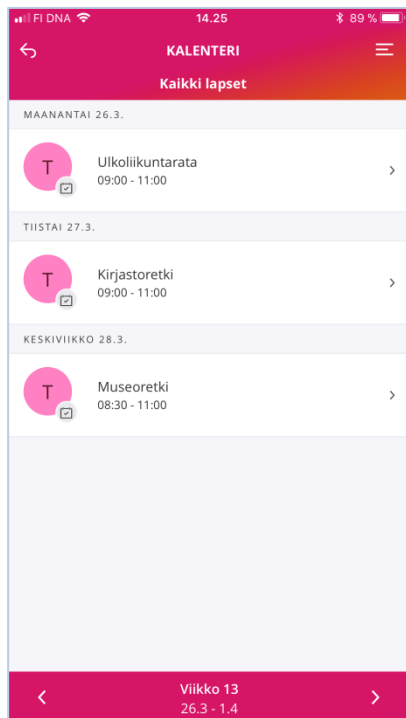 FI DNA 14.25 89 %
KALENTERI
Kaikki lapset
MAANANTAI 26.3.
T
Ulkoliikuntarata
09:00 - 11:00
TIISTAI 27.3.
T
Kirjastoretki
09:00 - 11:00
KESKIVIIKKO 28.3.
T
Museoretki
08:30 - 11:00
Viikko 13
26.3 - 1.4